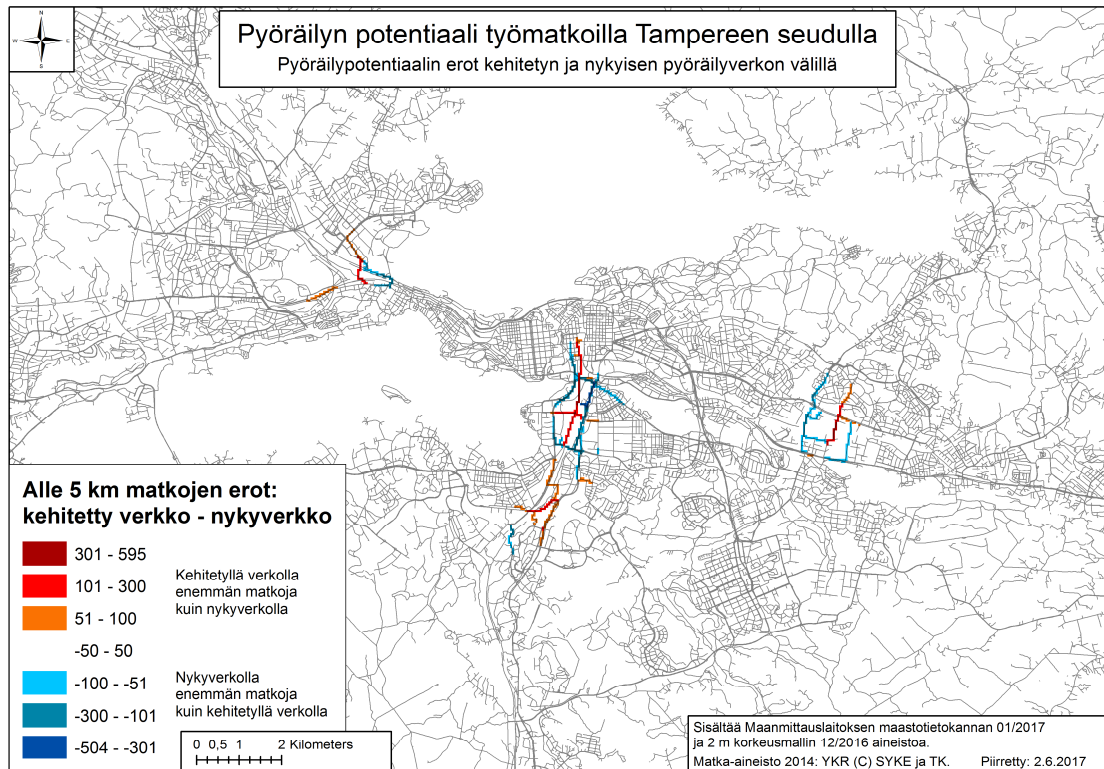 N
W E
S
Pyöräilyn potentiaali työmatkoilla Tampereen seudulla
Pyöräilypotentiaalin erot kehitetyn ja nykyisen pyöräilyverkon välillä
Alle 5 km matkojen erot:
kehitetty verkko - nykyverkko
301 - 595
101 - 300
51 - 100
Kehitetyllä verkolla
enemmän matkoja
kuin nykyverkolla
-50 - 50
-100 - -51
-300 - -101
-504 - -301
Nykyverkolla
enemmän matkoja
kuin kehitetyllä verkolla
0 0,5 1 2 Kilometers
Sisältää Maanmittauslaitoksen maastotietokannan 01/2017
ja 2 m korkeusmallin 12/2016 aineistoa.
Matka-aineisto 2014: YKR (C) SYKE ja TK. Piirretty: 2.6.2017